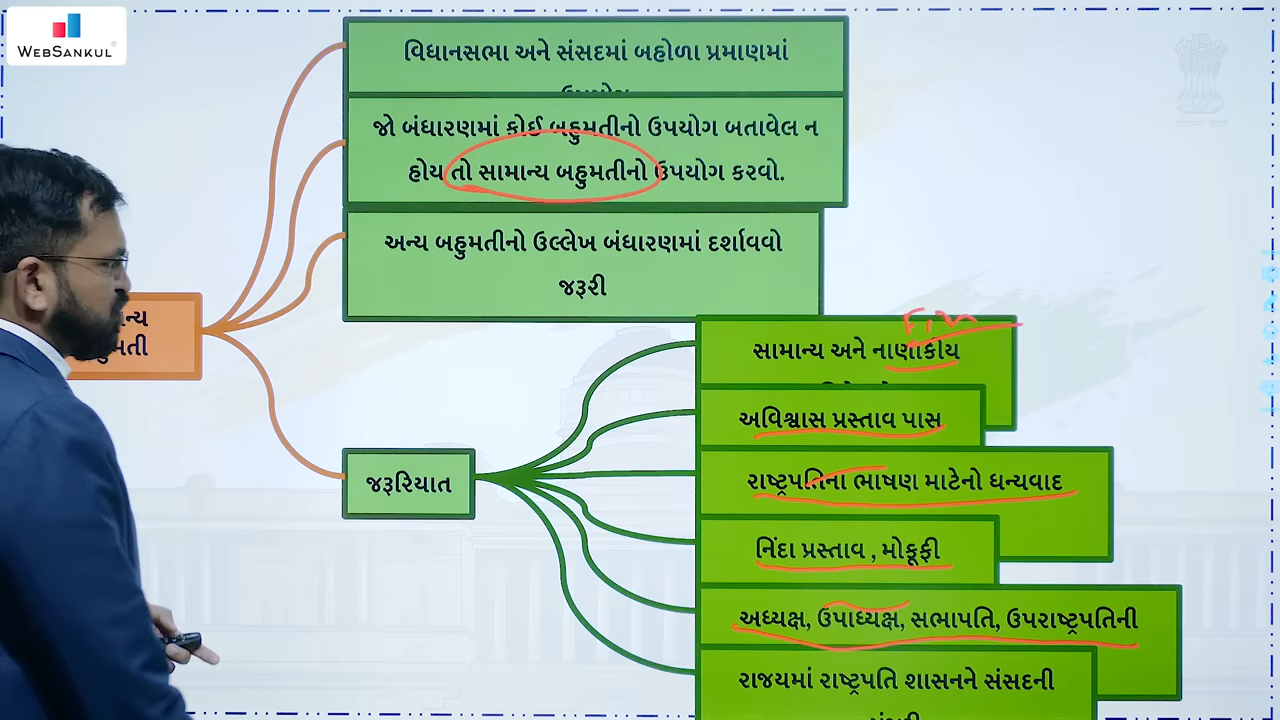 WEBSANKUL
વિધાનસભા અને સંસદમાં બહોળા પ્રમાણમાં
જો બંધારણમાં કોઈ બહુમતીનો ઉપયોગ બતાવેલ ન
હોય તો સામાન્ય બહુમતીનો ઉપયોગ કરવો.
અન્ય બહુમતીનો ઉલ્લેખ બંધારણમાં દર્શાવવો
જરૂરી
જરૂરિયાત
Fin
સામાન્ય અને નાણાકીય
અવિશ્વાસ પ્રસ્તાવ પાસ
રાષ્ટ્રપતિના ભાષણ માટેનો ધન્યવાદ
નિંદા પ્રસ્તાવ , મોકૂફી
અધ્યક્ષ, ઉપાધ્યક્ષ, સભાપતિ, ઉપરાષ્ટ્રપતિની
રાજયમાં રાષ્ટ્રપતિ શાસનને સંસદની